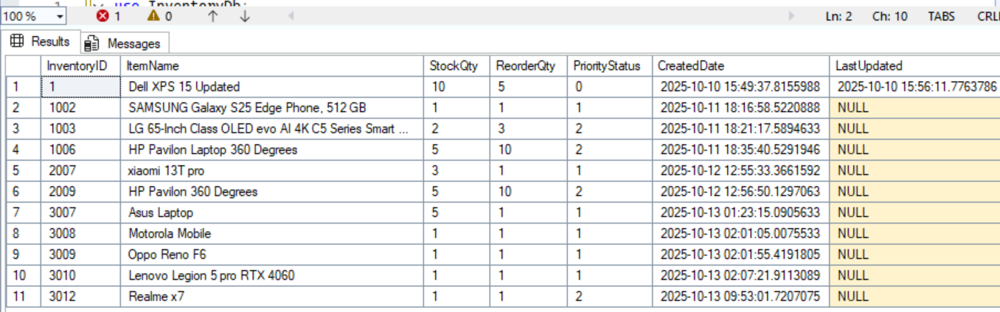 1 use InventoryDb;
100 % 1 0 Ln: 2 Ch: 10 TABS CRL
Results Messages
InventoryID ItemName StockQty ReorderQty PriorityStatus CreatedDate LastUpdated
1 1 Dell XPS 15 Updated 10 5 0 2025-10-10 15:49:37.8155988 2025-10-10 15:56:11.7763786
2 1002 SAMSUNG Galaxy S25 Edge Phone, 512 GB 1 1 1 2025-10-11 18:16:58.5220888 NULL
3 1003 LG 65-Inch Class OLED evo AI 4K C5 Series Smart ... 2 3 2 2025-10-11 18:21:17.5894633 NULL
4 1006 HP Pavilon Laptop 360 Degrees 5 10 2 2025-10-11 18:35:40.5291946 NULL
5 2007 xiaomi 13T pro 3 1 1 2025-10-12 12:55:33.3661592 NULL
6 2009 HP Pavilon 360 Degrees 5 10 2 2025-10-12 12:56:50.1297063 NULL
7 3007 Asus Laptop 5 1 1 2025-10-13 01:23:15.0905633 NULL
8 3008 Motorola Mobile 1 1 1 2025-10-13 02:01:05.0075533 NULL
9 3009 Oppo Reno F6 1 1 1 2025-10-13 02:01:55.4191805 NULL
10 3010 Lenovo Legion 5 pro RTX 4060 1 1 1 2025-10-13 02:07:21.9113089 NULL
11 3012 Realme x7 1 1 2 2025-10-13 09:53:01.7207075 NULL